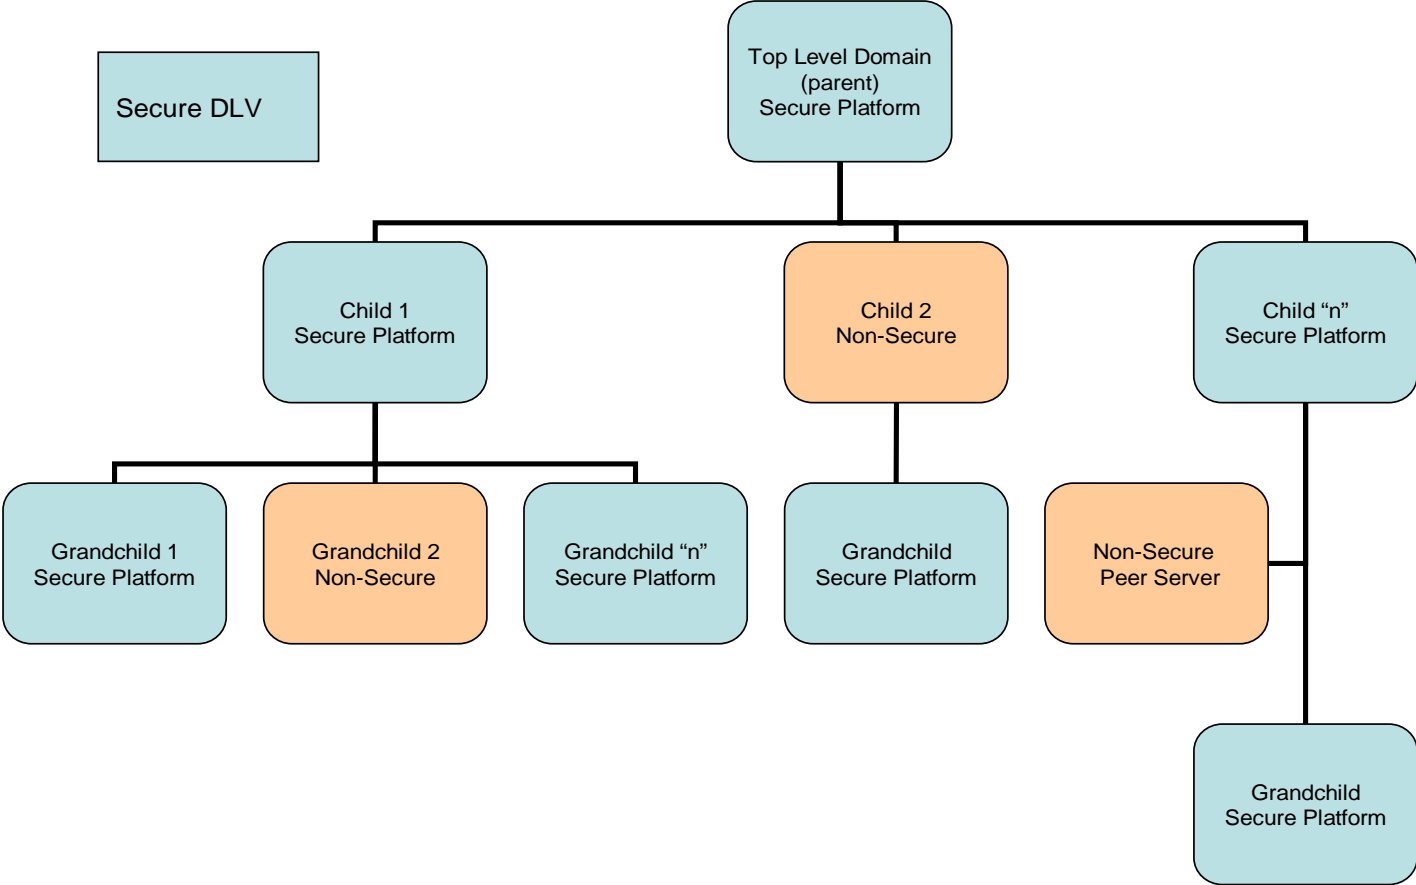 Top Level Domain
(parent)
Secure Platform
Secure DLV
Child 1
Secure Platform
Child 2
Non-Secure
Child “n”
Secure Platform
Grandchild 1
Secure Platform
Grandchild 2
Non-Secure
Grandchild “n”
Secure Platform
Grandchild
Secure Platform
Non-Secure
Peer Server
Grandchild
Secure Platform